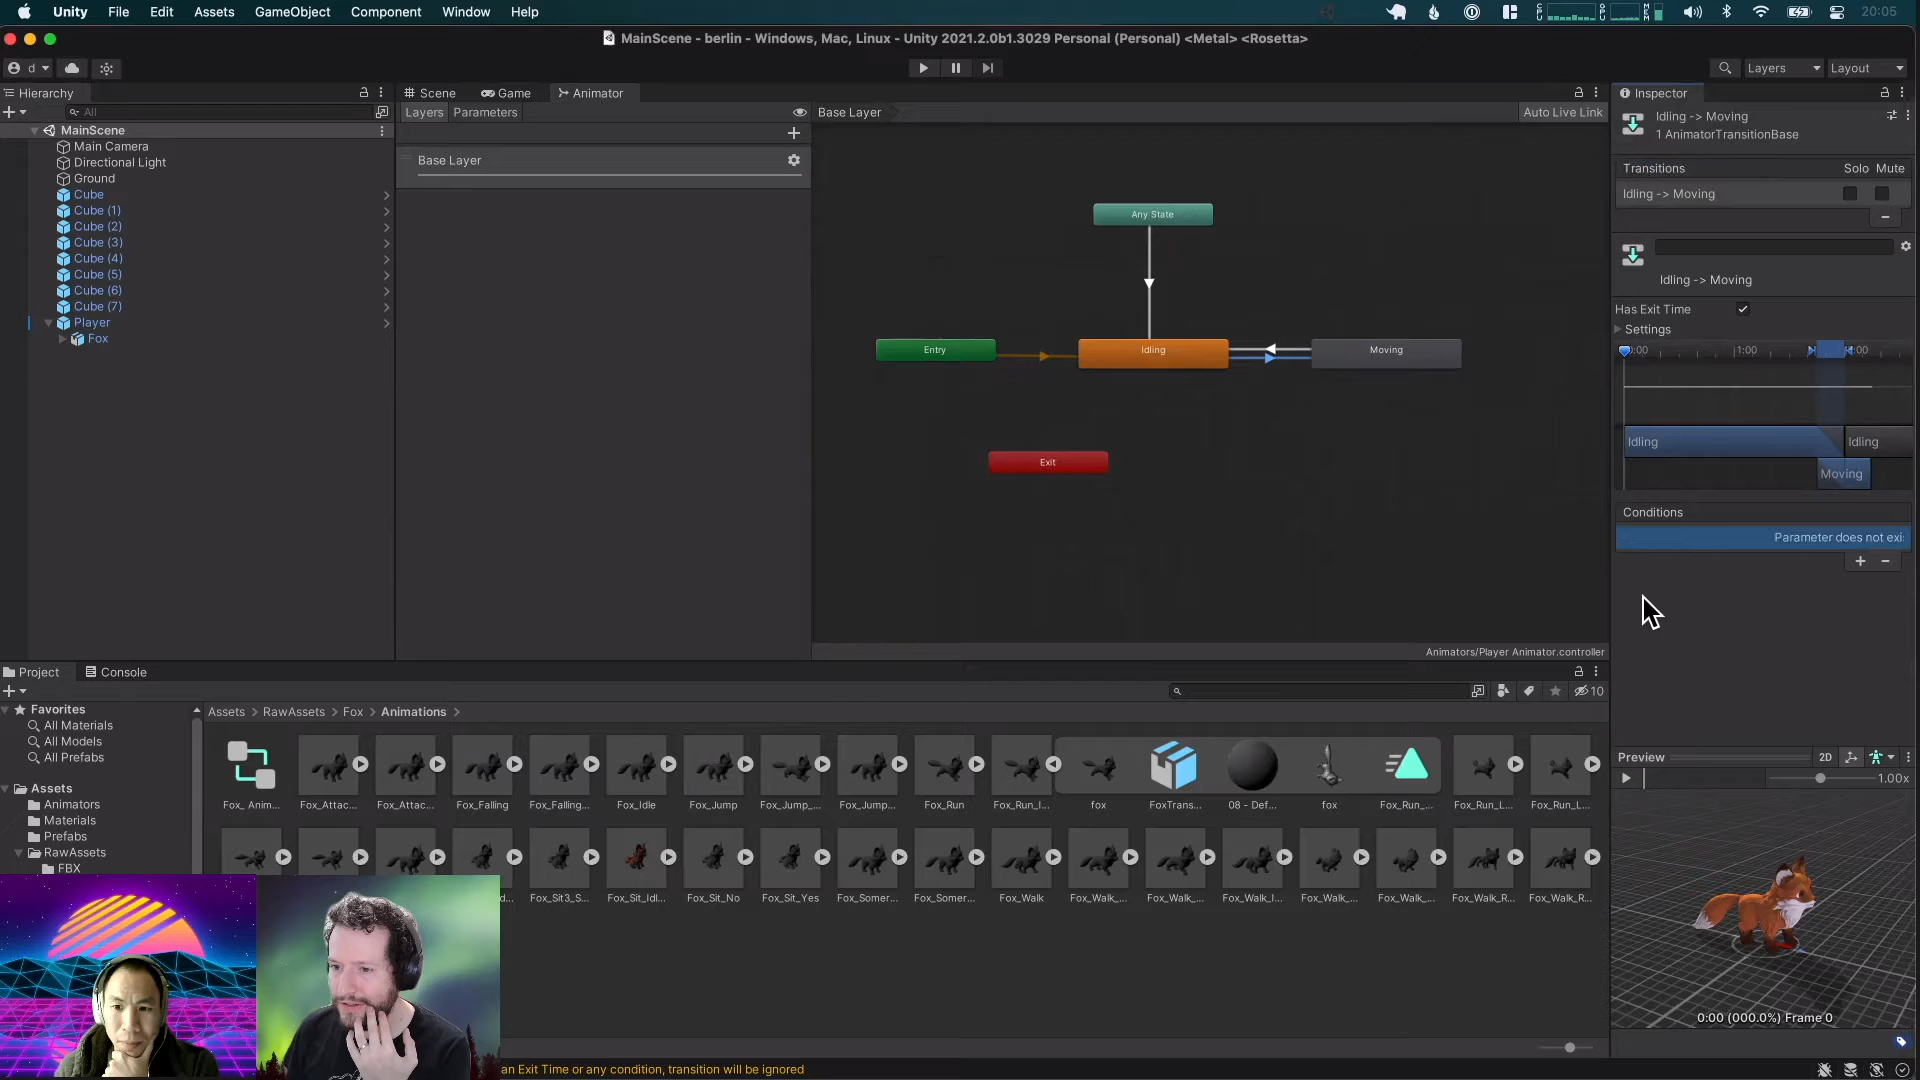 Unity File Edit Assets GameObject Component Window Help 20:05
MainScene - berlin - Windows, Mac, Linux - Unity 2021.2.0b1.3029 Personal (Personal) <Metal> <Rosetta>
d Layers Layout
Hierarchy
All
MainScene
Main Camera
Directional Light
Ground
Cube
Cube (1)
Cube (2)
Cube (3)
Cube (4)
Cube (5)
Cube (6)
Cube (7)
Player
Fox
Scene Game Animator
Layers Parameters
Base Layer
Base Layer
Auto Live Link
Any State
Entry
Idling
Moving
Exit
Animators/Player Animator.controller
Inspector
Idling -> Moving
1 AnimatorTransitionBase
Transitions Solo Mute
Idling -> Moving
Idling -> Moving
Has Exit Time
Settings
0:00 1:00 :00
Idling Idling
Moving
Conditions
Parameter does not exi
Preview 2D
1.00x
0:00 (000.0%) Frame 0
Project Console
10
Favorites
All Materials
All Models
All Prefabs
Assets
Animators
Materials
Prefabs
RawAssets
FBX
Assets > RawAssets > Fox > Animations >
Fox_ Anim... Fox_Attac... Fox_Attac... Fox_Falling Fox_Falling... Fox_Idle Fox_Jump Fox_Jump_... Fox_Jump... Fox_Run Fox_Run_I... fox FoxTrans... 08 - Def... fox Fox_Run_... Fox_Run_L... Fox_Run_L...
d... Fox_Sit3_S... Fox_Sit_Idl... Fox_Sit_No Fox_Sit_Yes Fox_Somer... Fox_Somer... Fox_Walk Fox_Walk_... Fox_Walk_... Fox_Walk_I... Fox_Walk_... Fox_Walk_... Fox_Walk_R... Fox_Walk_R...
an Exit Time or any condition, transition will be ignored